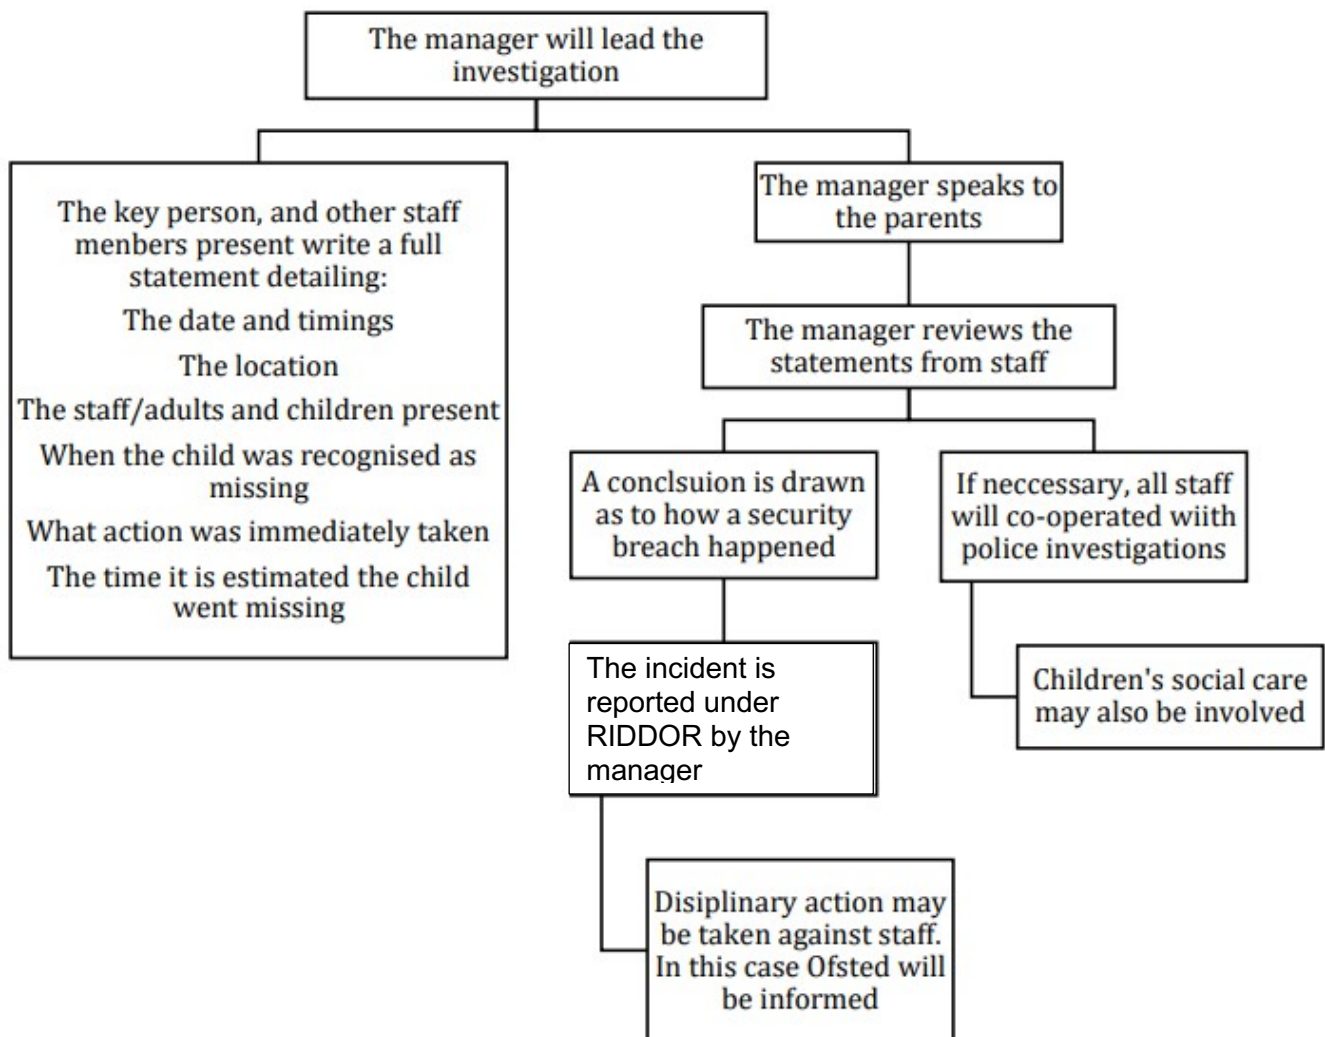 The manager will lead the
investigation
The key person, and other staff
menbers present write a full
statement detailing:
The date and timings
The location
The staff/adults and children present
When the child was recognised as
missing
What action was immediately taken
The time it is estimated the child
went missing
The manager speaks to
the parents
The manager reviews the
statements from staff
A conclsuion is drawn
as to how a security
breach happened
If neccessary, all staff
will co-operated wiith
police investigations
The incident is
reported under
RIDDOR by the
manager
Children's social care
may also be involved
Disiplinary action may
be taken against staff.
In this case Ofsted will
be informed